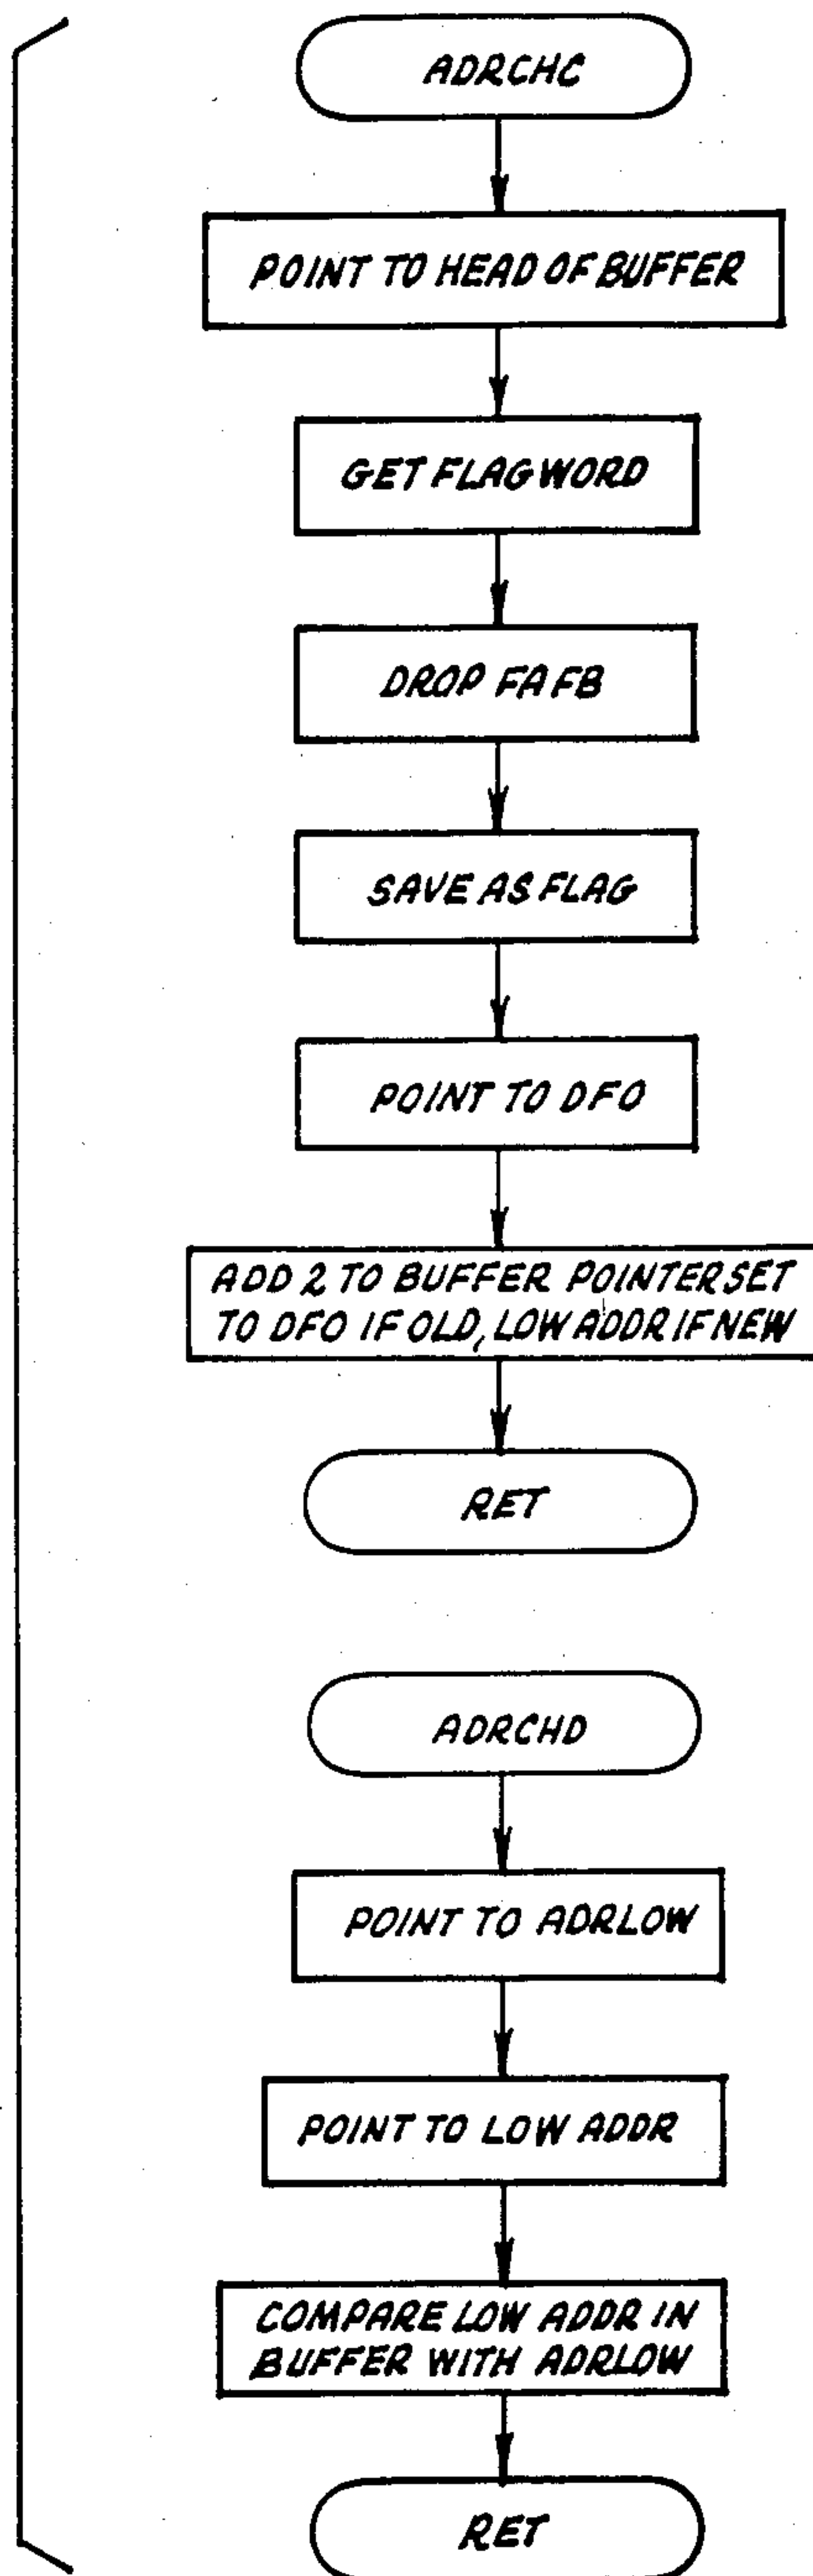 ADRCHC
POINT TO HEAD OF BUFFER
GET FLAG WORD
DROP FA FB
SAVE AS FLAG
POINT TO DFO
ADD 2 TO BUFFER POINTER SET
TO DFO IF OLD, LOW ADDR IF NEW
RET
ADRCHD
POINT TO ADRLOW
POINT TO LOW ADDR
COMPARE LOW ADDR IN
BUFFER WITH ADRLOW
RET